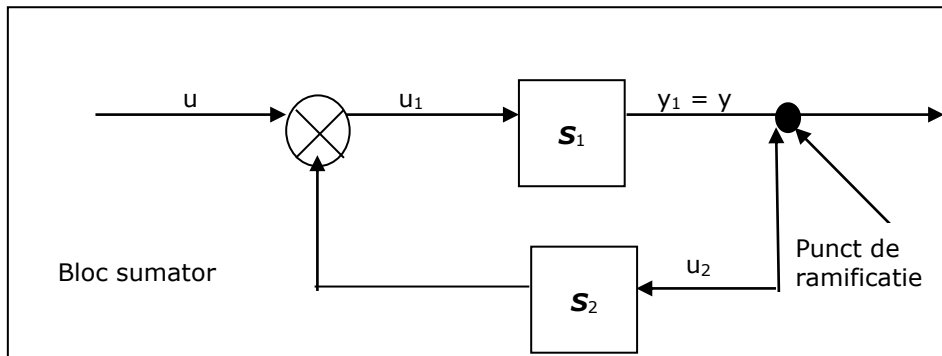 u
u₁
S₁
y₁ = y
Bloc sumator
S₂
u₂
Punct de
ramificatie